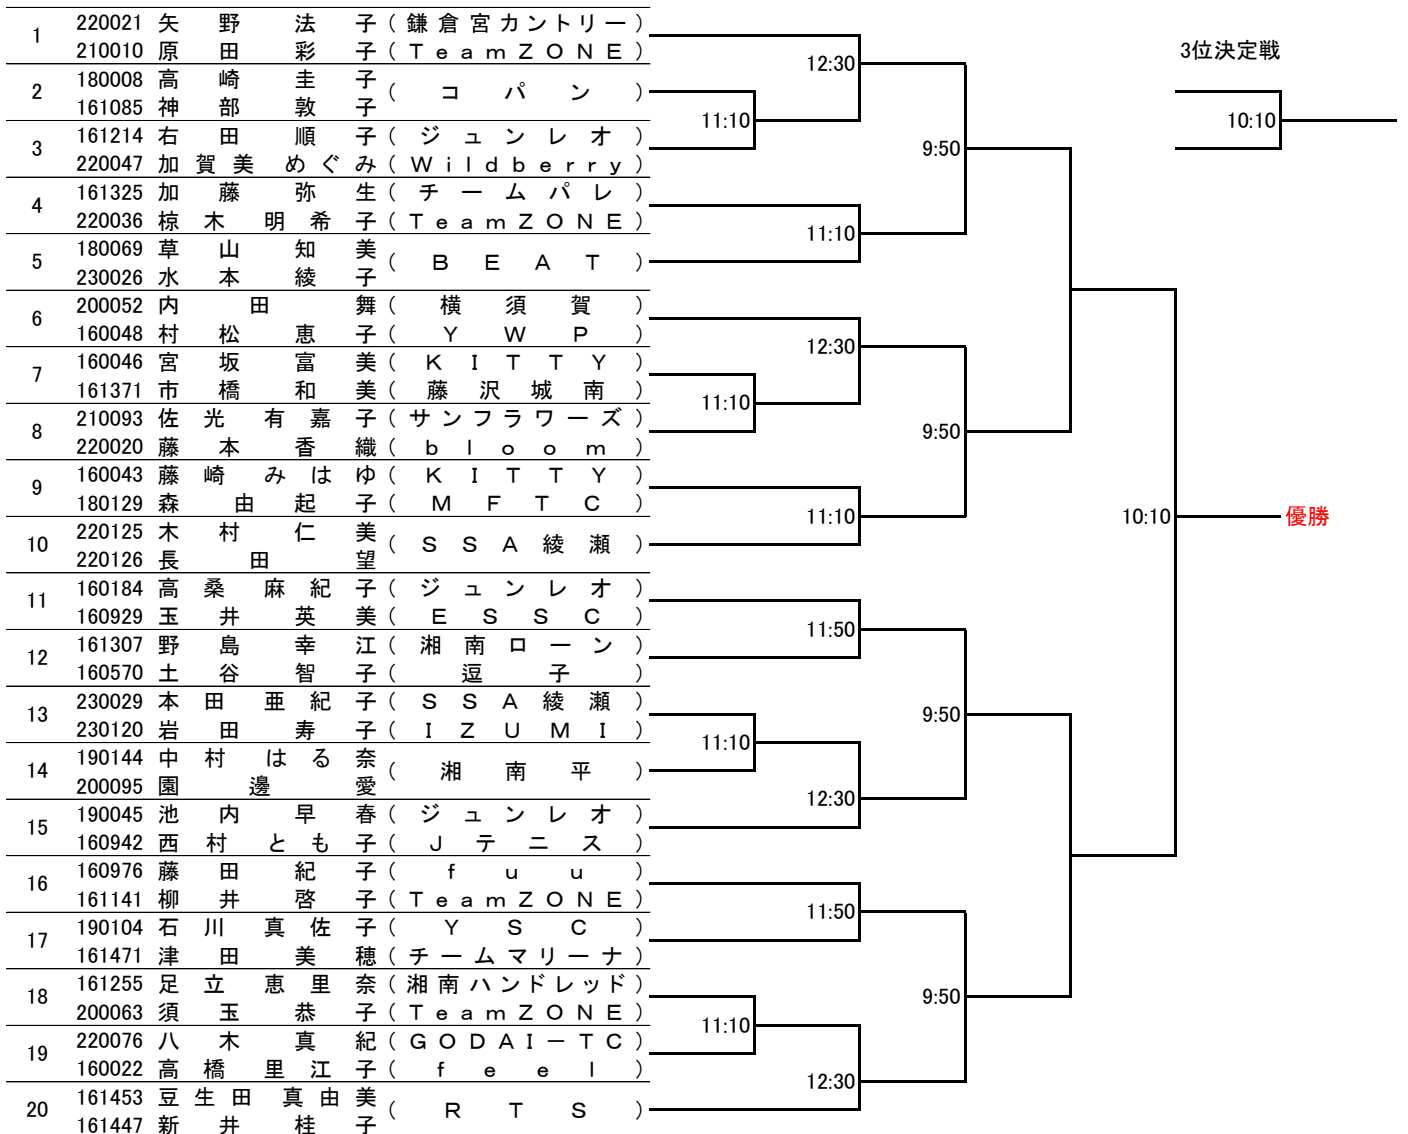 1 220021 矢野法子(鎌倉宮カントリー)
210010 原田彩子(TeamZONE)
2 180008 高崎圭子(コパン)
161085 神部敦子
3 161214 右田順子(ジュンレオ)
220047 加賀美めぐみ(Wildberry)
4 161325 加藤弥生(チームパレ)
220036 椋木明希子(TeamZONE)
5 180069 草山知美(BEAT)
230026 水本綾子
6 200052 内田舞(横須賀)
160048 村松恵子(YWP)
7 160046 宮坂富美(KITTY)
161371 市橋和美(藤沢城南)
8 210093 佐光有嘉子(サンフラワーズ)
220020 藤本香織(bloom)
9 160043 藤崎みはゆ(KITTY)
180129 森由起子(MFTC)
10 220125 木村仁美(SSA綾瀬)
220126 長田望
11 160184 高桑麻紀子(ジュンレオ)
160929 玉井英美(ESSC)
12 161307 野島幸江(湘南ローン)
160570 土谷智子(逗子)
13 230029 本田亜紀子(SSA綾瀬)
230120 岩田寿子(IZUMI)
14 190144 中村はる奈(湘南平)
200095 園邊愛
15 190045 池内早春(ジュンレオ)
160942 西村とも子(Jテニス)
16 160976 藤田紀子(fuu)
161141 柳井啓子(TeamZONE)
17 190104 石川真佐子(YSC)
161471 津田美穂(チームマリーナ)
18 161255 足立恵里奈(湘南ハンドレッド)
200063 須玉恭子(TeamZONE)
19 220076 八木真紀(GODAI-TC)
160022 高橋里江子(feel)
20 161453 豆生田真由美(RTS)
161447 新井桂子
11:10
11:10
11:10
11:10
12:30
11:10
12:30
11:10
11:50
12:30
11:50
12:30
9:50
9:50
9:50
9:50
10:10
優勝
3位決定戦
10:10